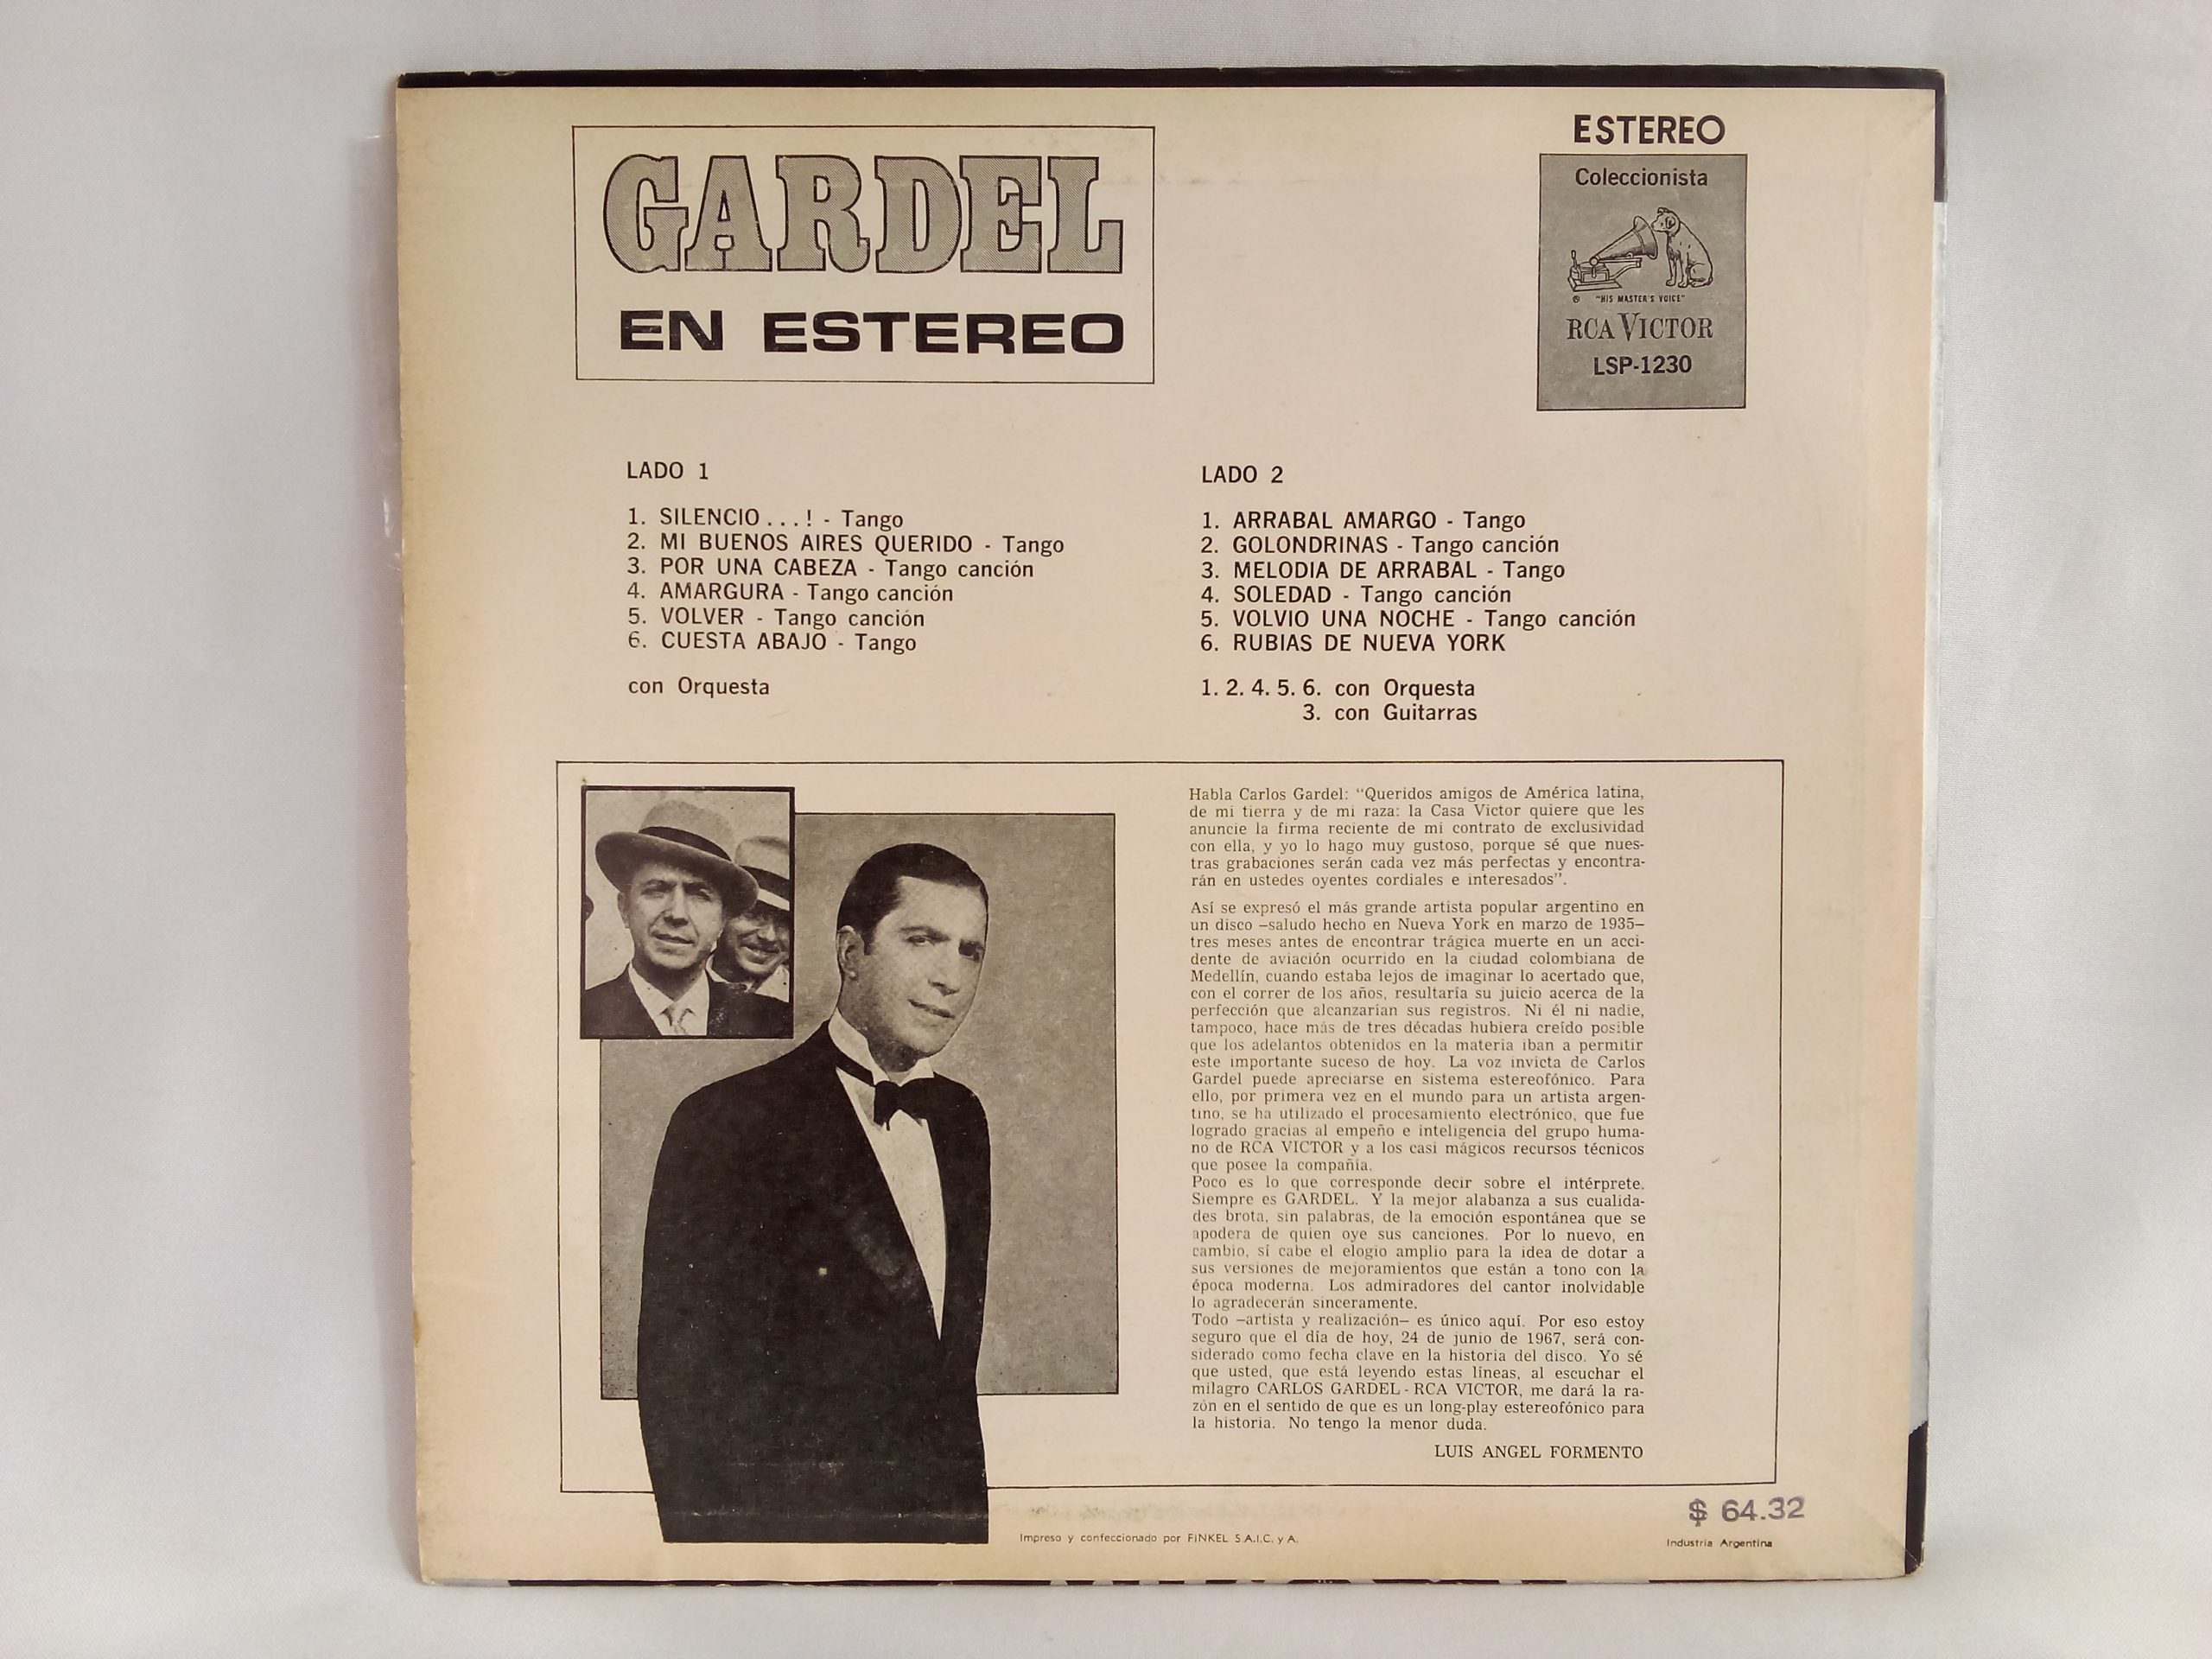 GARDEL
EN ESTEREO
ESTEREO
Coleccionista
® "HIS MASTER'S VOICE"
RCA VICTOR
LSP-1230
LADO 1
1. SILENCIO...! - Tango
2. MI BUENOS AIRES QUERIDO - Tango
3. POR UNA CABEZA - Tango canción
4. AMARGURA - Tango canción
5. VOLVER - Tango canción
6. CUESTA ABAJO - Tango
con Orquesta
LADO 2
1. ARRABAL AMARGO - Tango
2. GOLONDRINAS - Tango canción
3. MELODIA DE ARRABAL - Tango
4. SOLEDAD - Tango canción
5. VOLVIO UNA NOCHE - Tango canción
6. RUBIAS DE NUEVA YORK
1. 2. 4. 5. 6. con Orquesta
3. con Guitarras
Habla Carlos Gardel: "Queridos amigos de América latina,
de mi tierra y de mi raza: la Casa Victor quiere que les
anuncie la firma reciente de mi contrato de exclusividad
con ella, y yo lo hago muy gustoso, porque sé que nues-
tras grabaciones serán cada vez más perfectas y encontra-
rán en ustedes oyentes cordiales e interesados".
Así se expresó el más grande artista popular argentino en
un disco –saludo hecho en Nueva York en marzo de 1935–
tres meses antes de encontrar trágica muerte en un acci-
dente de aviación ocurrido en la ciudad colombiana de
Medellín, cuando estaba lejos de imaginar lo acertado que,
con el correr de los años, resultaría su juicio acerca de la
perfección que alcanzarían sus registros. Ni él ni nadie,
tampoco, hace más de tres décadas hubiera creído posible
que los adelantos obtenidos en la materia iban a permitir
este importante suceso de hoy. La voz invicta de Carlos
Gardel puede apreciarse en sistema estereofónico. Para
ello, por primera vez en el mundo para un artista argen-
tino, se ha utilizado el procesamiento electrónico, que fue
logrado gracias al empeño e inteligencia del grupo huma-
no de RCA VICTOR y a los casi mágicos recursos técnicos
que posee la compañía.
Poco es lo que corresponde decir sobre el intérprete.
Siempre es GARDEL. Y la mejor alabanza a sus cualida-
des brota, sin palabras, de la emoción espontánea que se
apodera de quien oye sus canciones. Por lo nuevo, en
cambio, sí cabe el elogio amplio para la idea de dotar a
sus versiones de mejoramientos que están a tono con la
época moderna. Los admiradores del cantor inolvidable
lo agradecerán sinceramente.
Todo –artista y realización– es único aquí. Por eso estoy
seguro que el día de hoy, 24 de junio de 1967, será con-
siderado como fecha clave en la historia del disco. Yo sé
que usted, que está leyendo estas líneas, al escuchar el
milagro CARLOS GARDEL - RCA VICTOR, me dará la ra-
zón en el sentido de que es un long-play estereofónico para
la historia. No tengo la menor duda.
LUIS ANGEL FORMENTO
$ 64.32
Impreso y confeccionado por FINKEL S.A.I.C. y A.
Industria Argentina